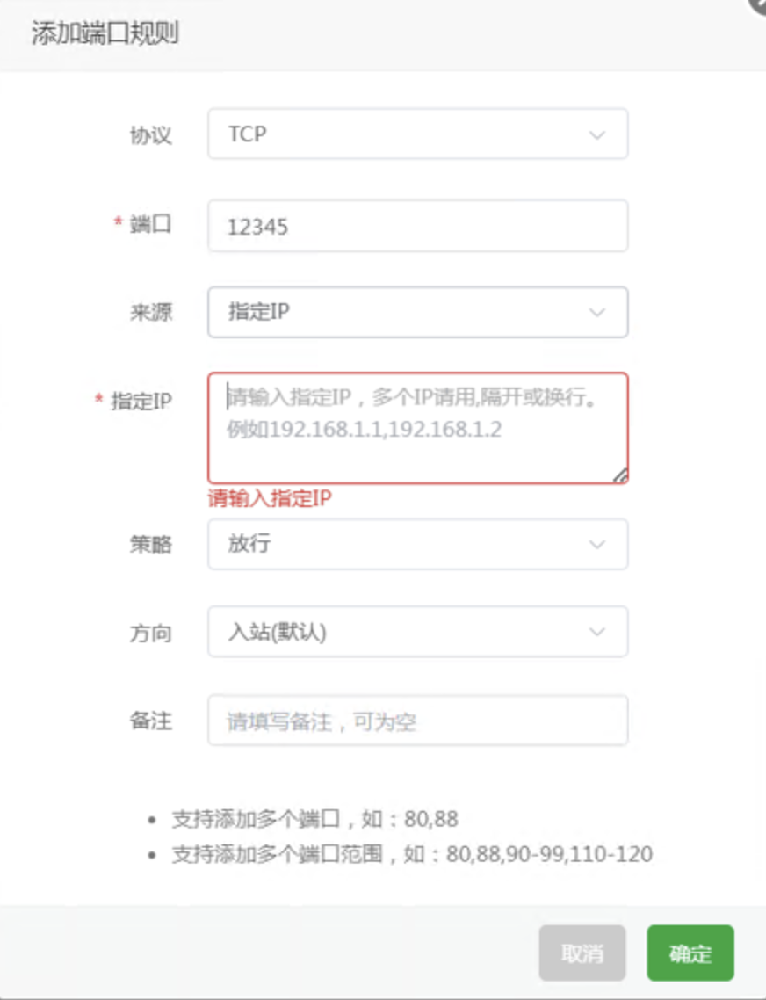 添加端口规则
协议 TCP
* 端口 12345
来源 指定IP
* 指定IP 请输入指定IP，多个IP请用,隔开或换行。
例如192.168.1.1,192.168.1.2
请输入指定IP
策略 放行
方向 入站(默认)
备注 请填写备注，可为空
• 支持添加多个端口，如：80,88
• 支持添加多个端口范围，如：80,88,90-99,110-120
取消 确定